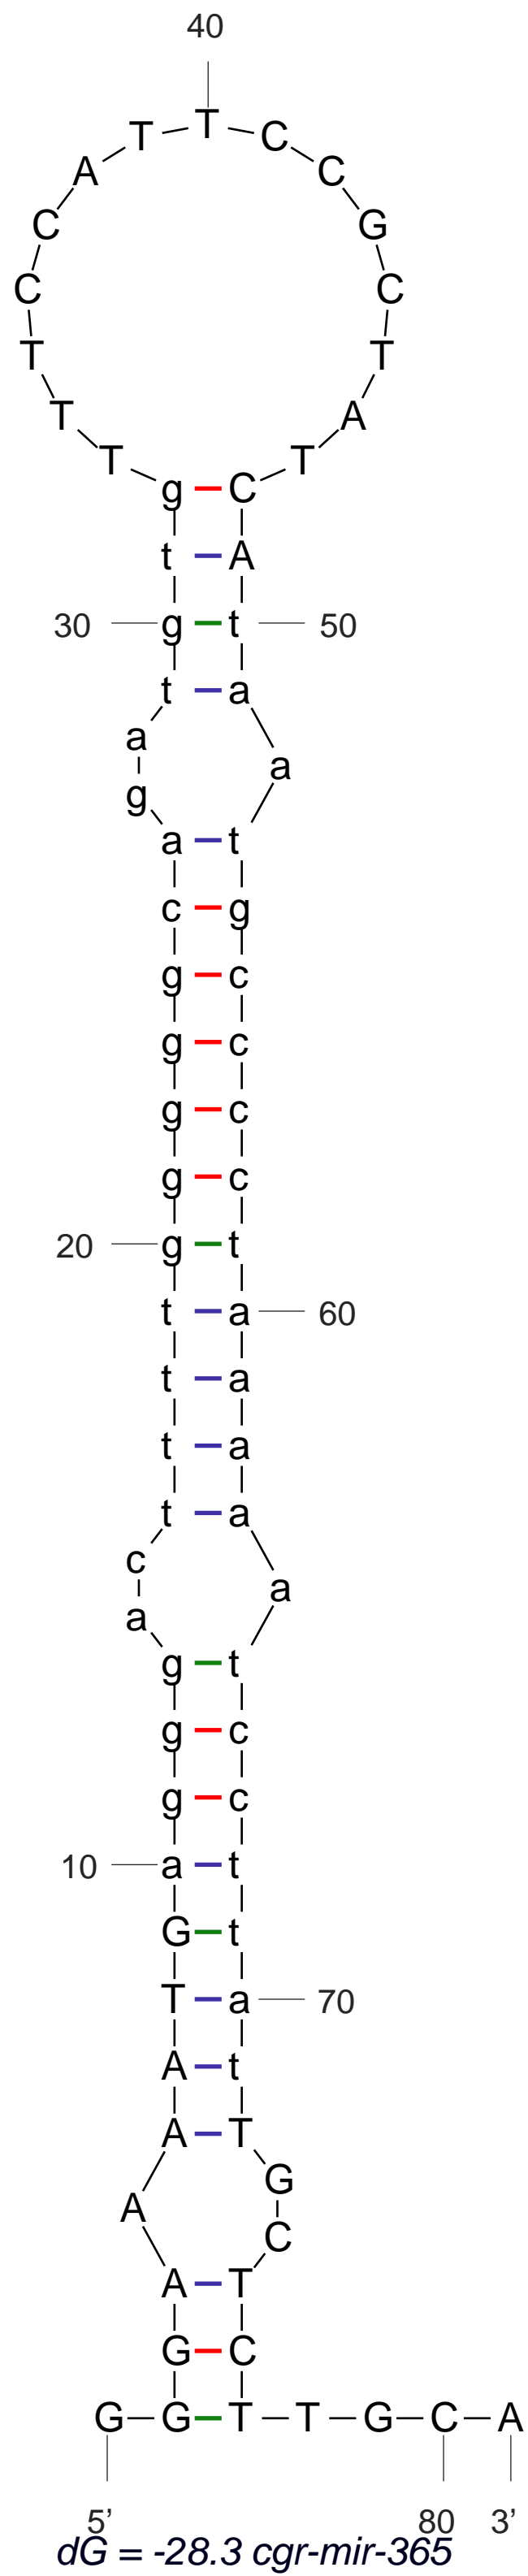 40
T T C
A C
C G
C C
T T
T A
T T
g C
t A
30 g t 50
t a
a
a
g
a t
c g
g c
g c
g c
g c
20 g t
t a 60
t a
t a
t a
c
a
a
g t
g c
g c
10 a t
G t
T a 70
A t
A T
G
A
C
A T
G C
G G T T G C A
5’ 80 3’
dG = -28.3 cgr-mir-365